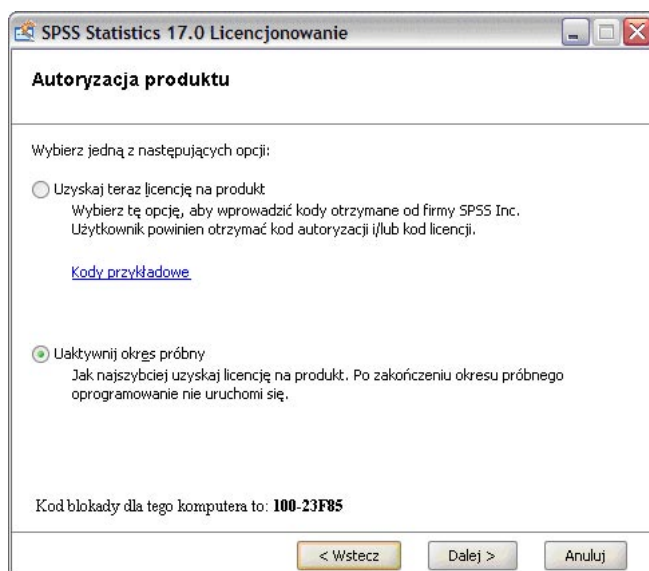 SPSS Statistics 17.0 Licencjonowanie
Autoryzacja produktu
Wybierz jedną z następujących opcji:
Uzyskaj teraz licencję na produkt
Wybierz tę opcję, aby wprowadzić kody otrzymane od firmy SPSS Inc.
Użytkownik powinien otrzymać kod autoryzacji i/lub kod licencji.
Kody przykładowe
Uaktywnij okres próbny
Jak najszybciej uzyskaj licencję na produkt. Po zakończeniu okresu próbnego
oprogramowanie nie uruchomi się.
Kod blokady dla tego komputera to: 100-23F85
< Wstecz Dalej > Anuluj